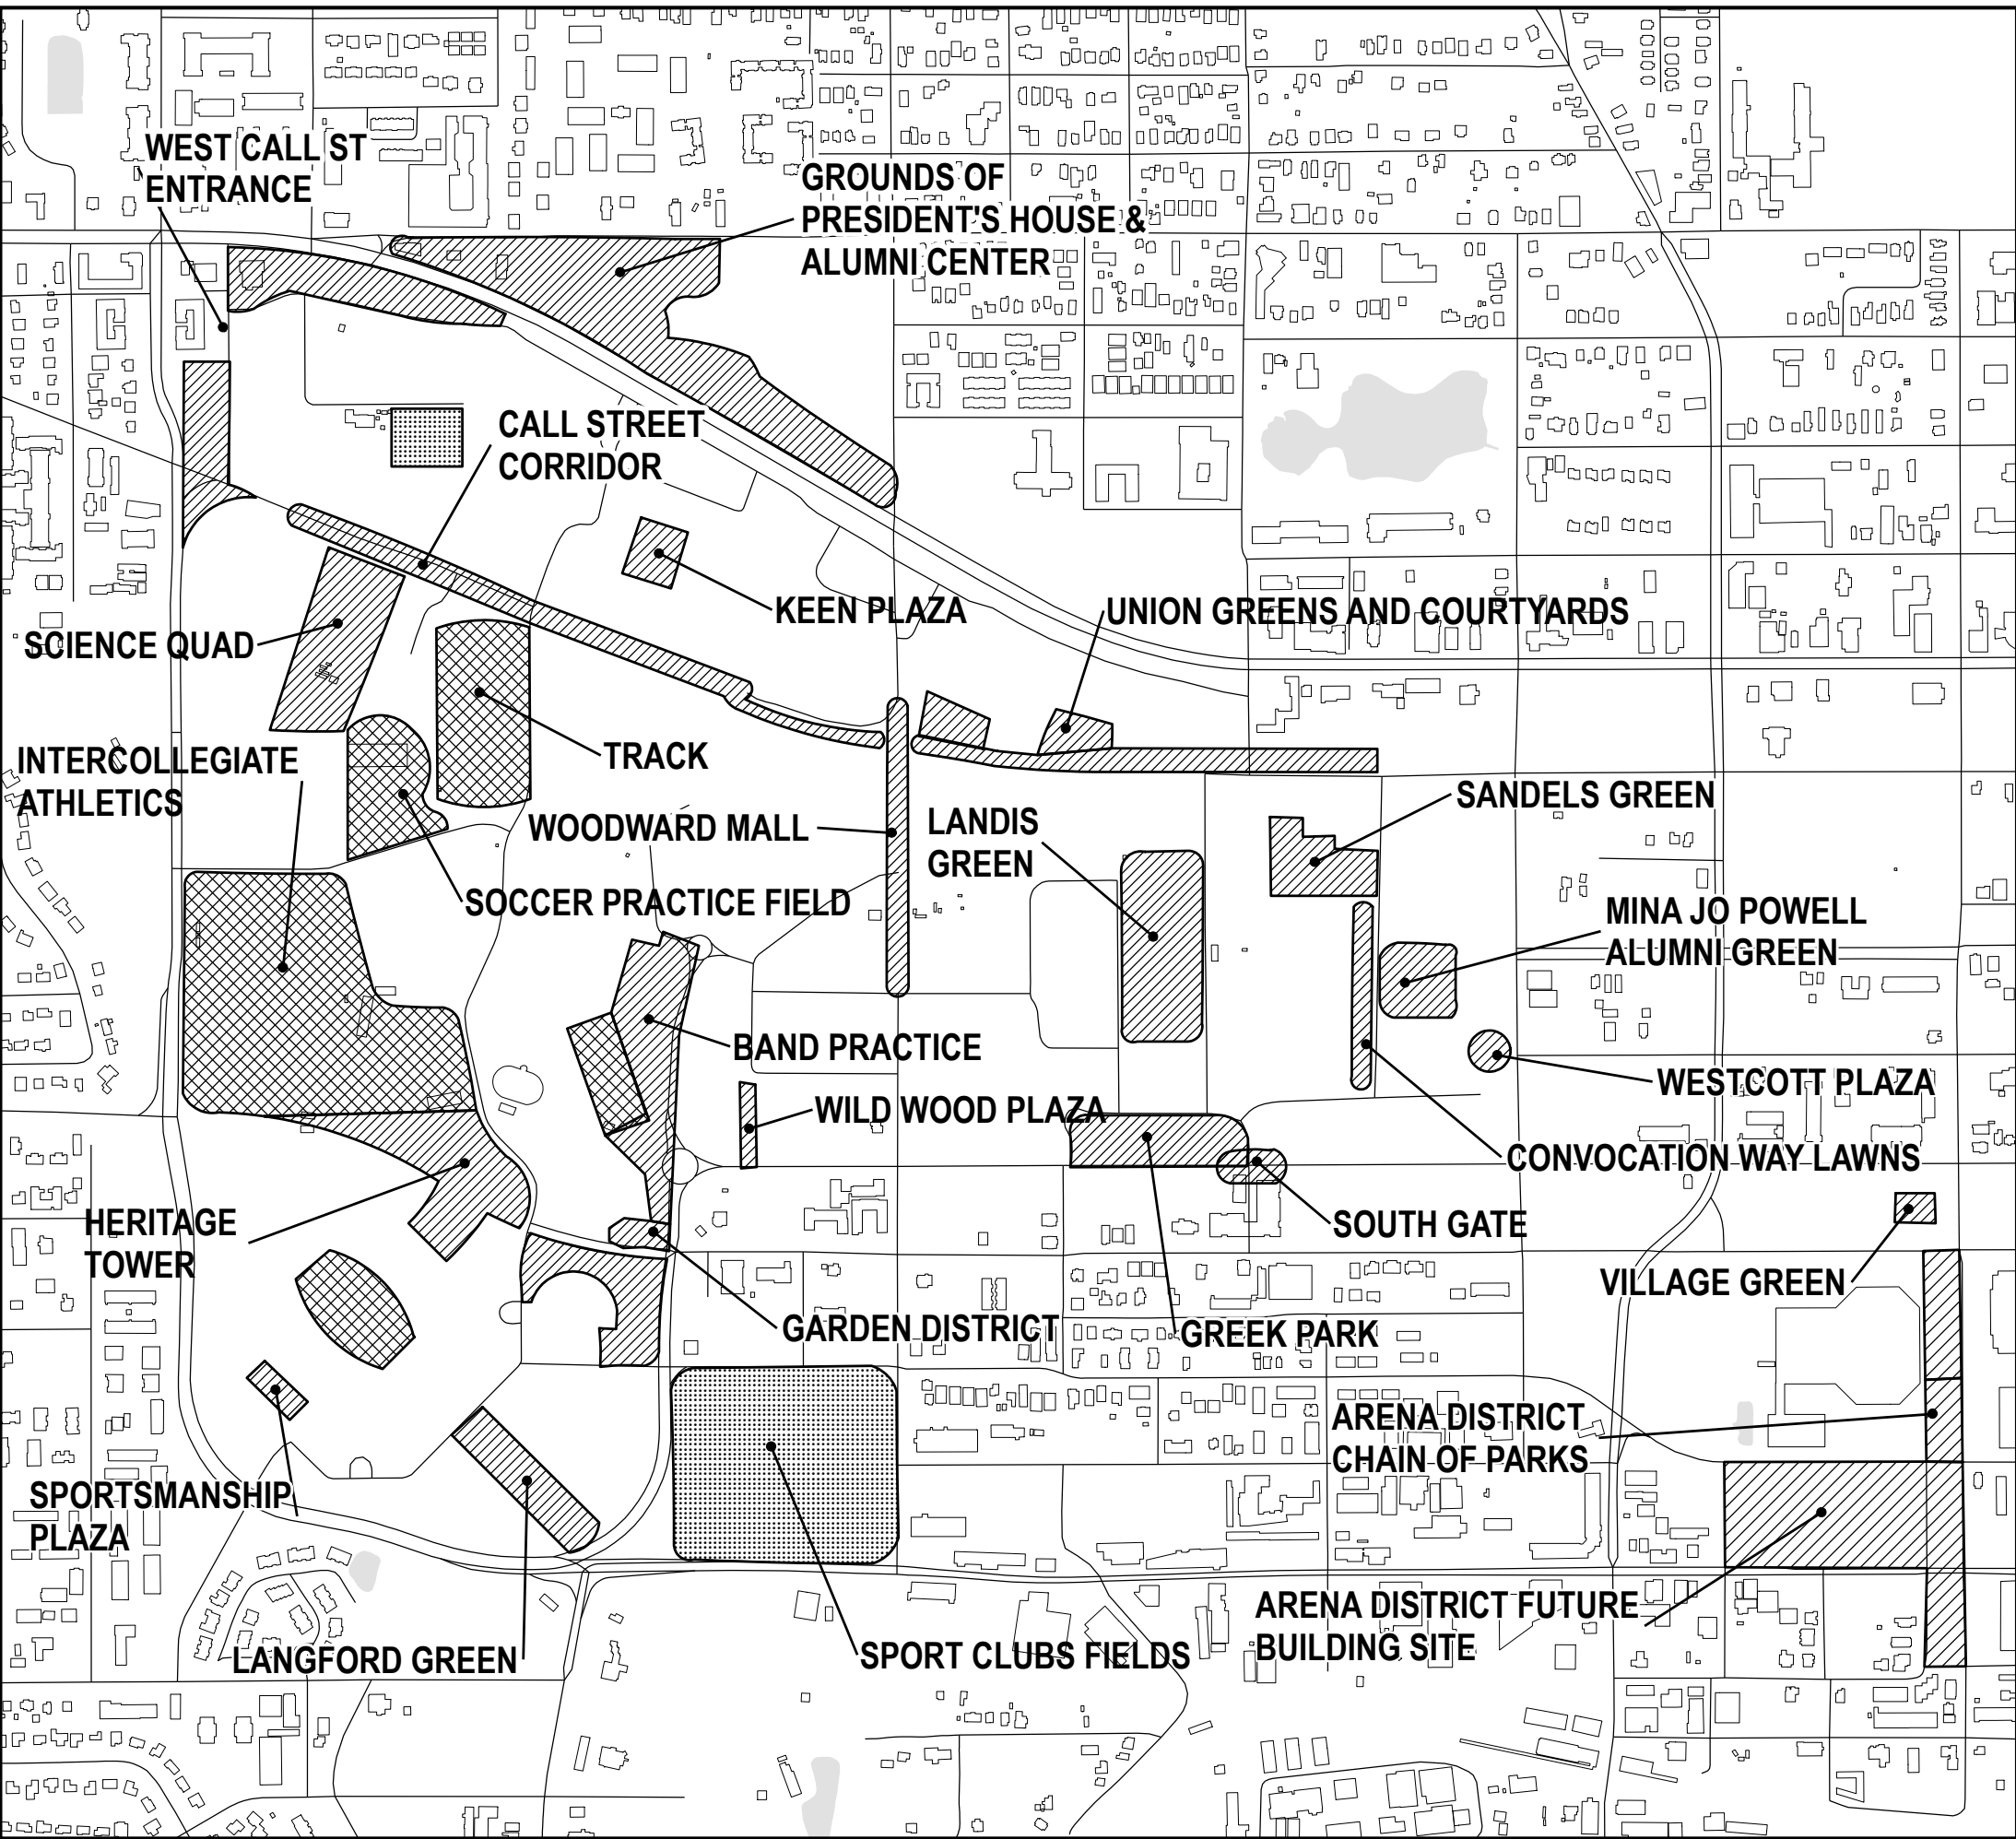 WEST CALL ST
ENTRANCE
GROUNDS OF
PRESIDENT'S HOUSE &
ALUMNI CENTER
CALL STREET
CORRIDOR
KEEN PLAZA
UNION GREENS AND COURTYARDS
SCIENCE QUAD
INTERCOLLEGIATE
ATHLETICS
TRACK
SANDELS GREEN
WOODWARD MALL
LANDIS
GREEN
SOCCER PRACTICE FIELD
MINA JO POWELL
ALUMNI GREEN
BAND PRACTICE
WESTCOTT PLAZA
WILD WOOD PLAZA
CONVOCATION WAY LAWNS
HERITAGE
TOWER
SOUTH GATE
VILLAGE GREEN
GARDEN DISTRICT
GREEK PARK
ARENA DISTRICT
CHAIN OF PARKS
SPORTSMANSHIP
PLAZA
ARENA DISTRICT FUTURE
BUILDING SITE
LANGFORD GREEN
SPORT CLUBS FIELDS